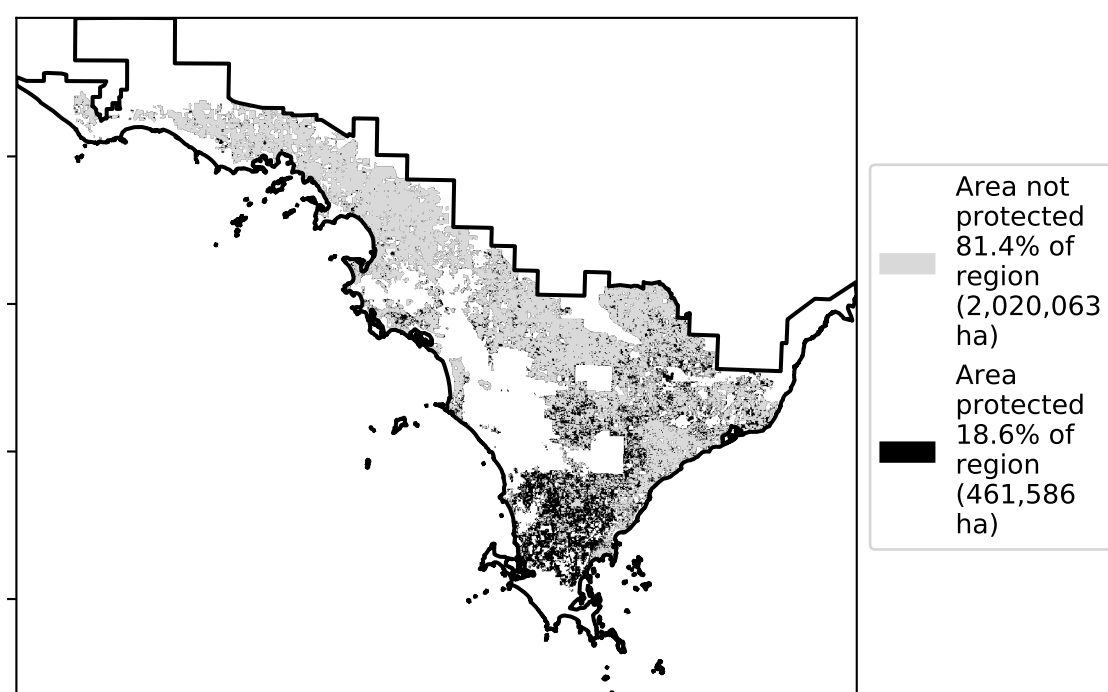 Area not
protected
81.4% of
region
(2,020,063
ha)
Area
protected
18.6% of
region
(461,586
ha)